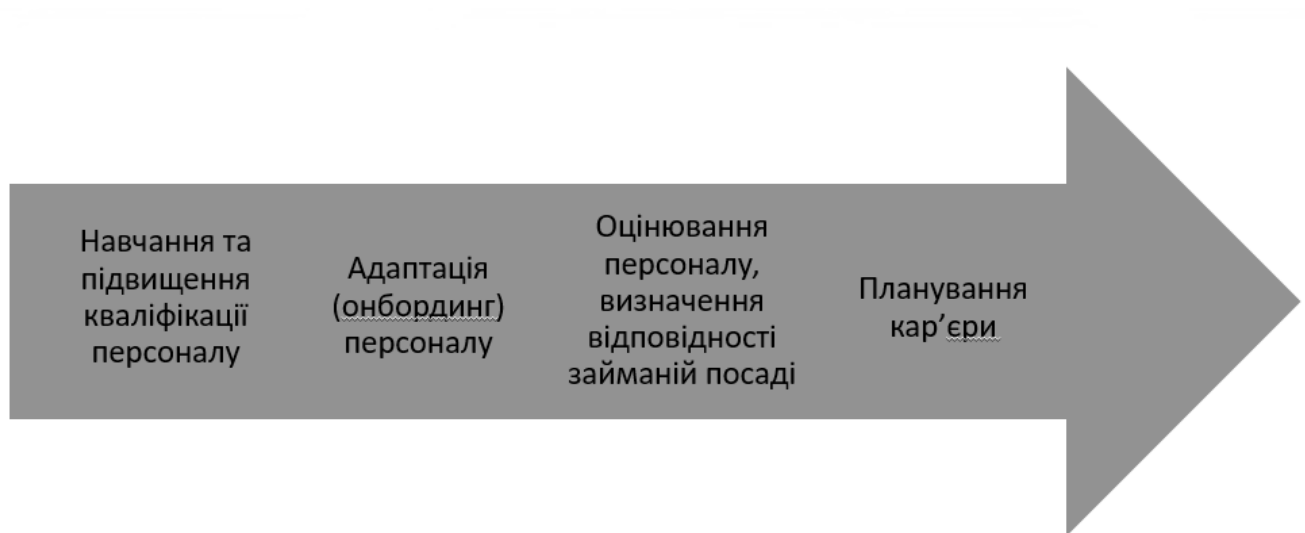 Навчання та
підвищення
кваліфікації
персоналу
Адаптація
(онбординг)
персоналу
Оцінювання
персоналу,
визначення
відповідності
займаній посаді
Планування
кар’єри